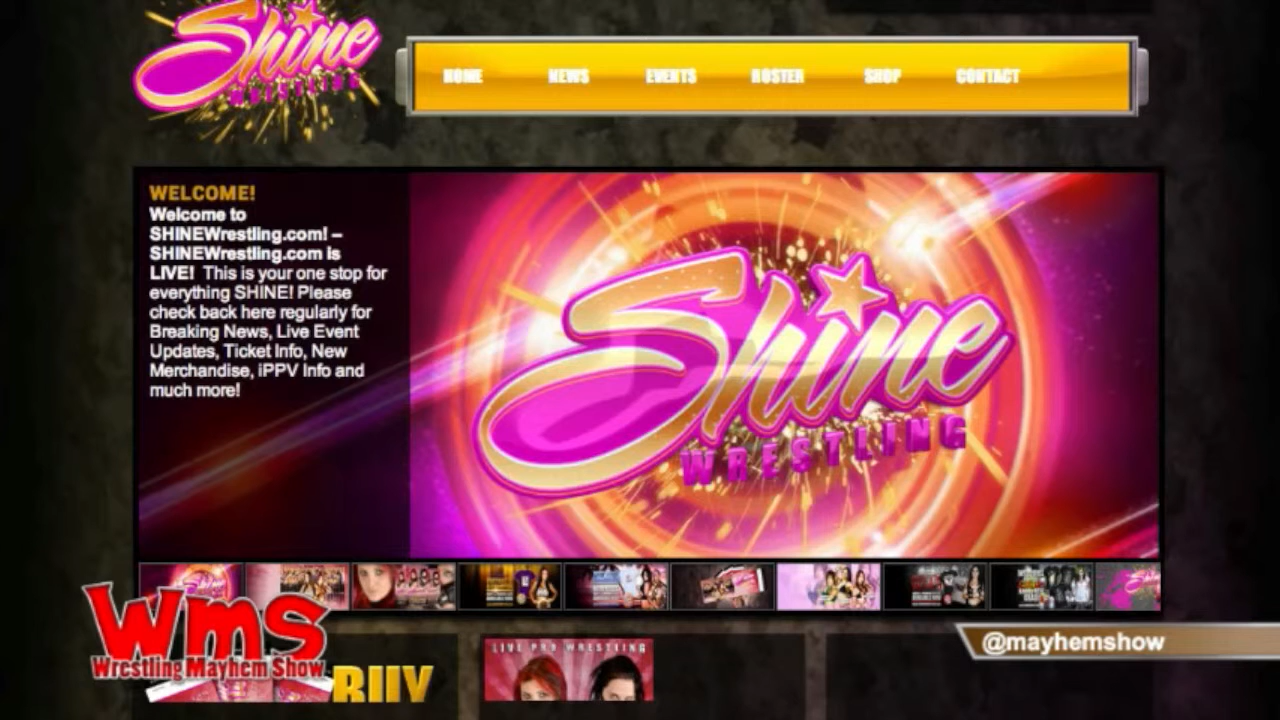 Shine
WRESTLING
HOME NEWS EVENTS ROSTER SHOP CONTACT
WELCOME!
Welcome to
SHINEWrestling.com! –
SHINEWrestling.com is
LIVE! This is your one stop for
everything SHINE! Please
check back here regularly for
Breaking News, Live Event
Updates, Ticket Info, New
Merchandise, iPPV Info and
much more!
Shine
WRESTLING
Wms
Wrestling Mayhem Show
@mayhemshow
LIVE PRO WRESTLING